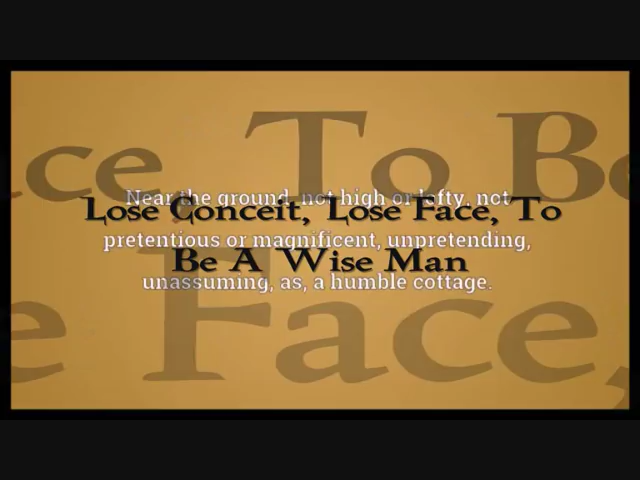 ce To Be
Near the ground, not high or lofty, not
Lose Conceit, Lose Face, To
pretentious or magnificent, unpretending,
Be A Wise Man
unassuming, as, a humble cottage.
e Face,